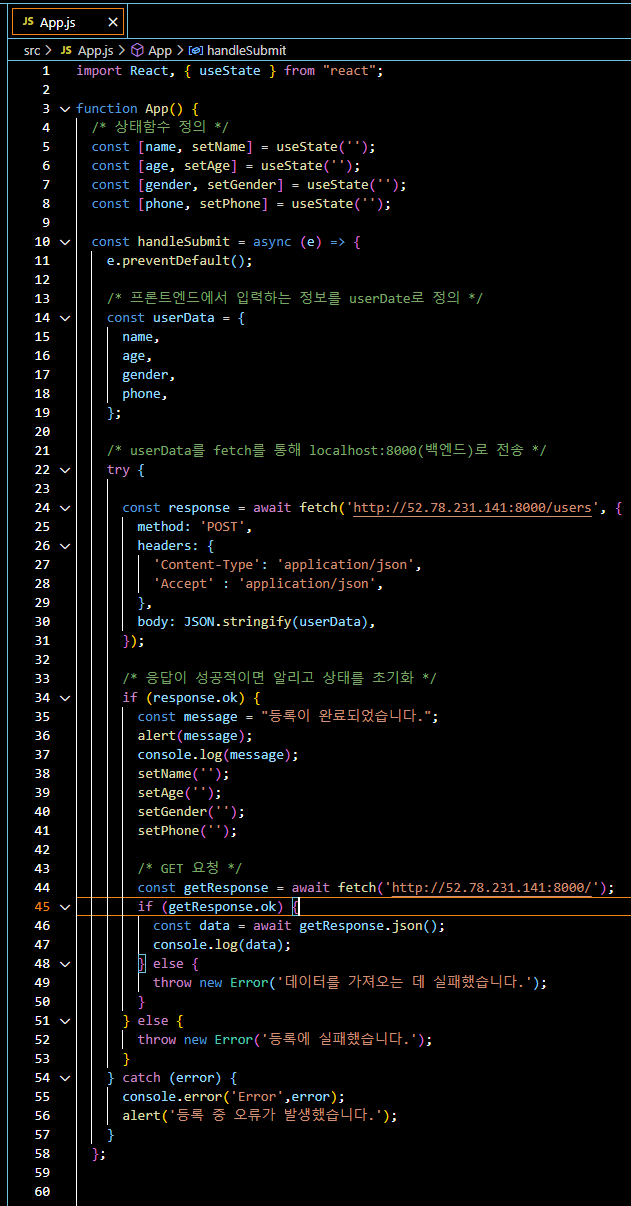 JS App.js ×
src > JS App.js > App > handleSubmit
1 import React, { useState } from "react";
2
3 function App() {
4 /* 상태함수 정의 */
5 const [name, setName] = useState('');
6 const [age, setAge] = useState('');
7 const [gender, setGender] = useState('');
8 const [phone, setPhone] = useState('');
9
10 const handleSubmit = async (e) => {
11 e.preventDefault();
12
13 /* 프론트엔드에서 입력하는 정보를 userDate로 정의 */
14 const userData = {
15 name,
16 age,
17 gender,
18 phone,
19 };
20
21 /* userData를 fetch를 통해 localhost:8000(백엔드)로 전송 */
22 try {
23
24 const response = await fetch('http://52.78.231.141:8000/users', {
25 method: 'POST',
26 headers: {
27 'Content-Type': 'application/json',
28 'Accept' : 'application/json',
29 },
30 body: JSON.stringify(userData),
31 });
32
33 /* 응답이 성공적이면 알리고 상태를 초기화 */
34 if (response.ok) {
35 const message = "등록이 완료되었습니다.";
36 alert(message);
37 console.log(message);
38 setName('');
39 setAge('');
40 setGender('');
41 setPhone('');
42
43 /* GET 요청 */
44 const getResponse = await fetch('http://52.78.231.141:8000/');
45 if (getResponse.ok) {
46 const data = await getResponse.json();
47 console.log(data);
48 } else {
49 throw new Error('데이터를 가져오는 데 실패했습니다.');
50 }
51 } else {
52 throw new Error('등록에 실패했습니다.');
53 }
54 } catch (error) {
55 console.error('Error',error);
56 alert('등록 중 오류가 발생했습니다.');
57 }
58 };
59
60